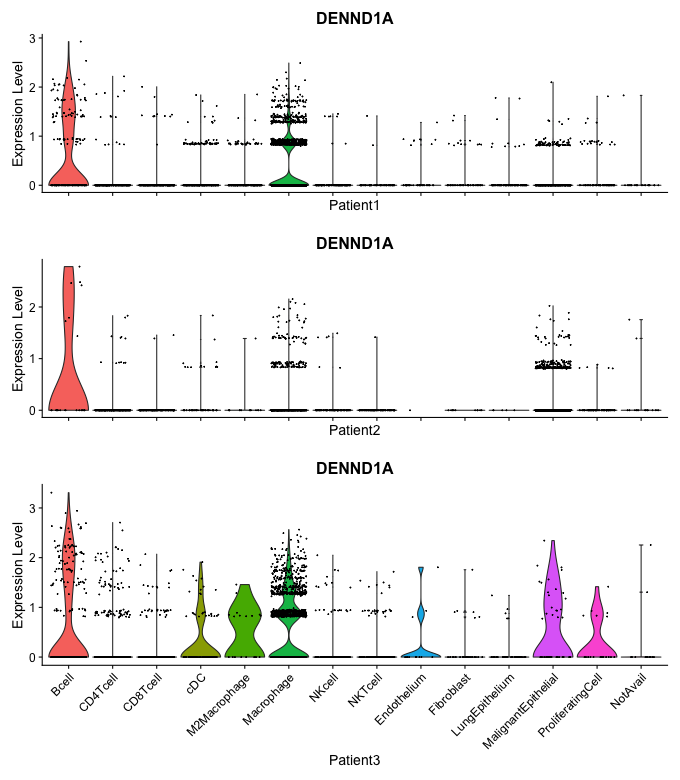 DENND1A
Expression Level
3
2
1
0
Patient1
DENND1A
Expression Level
2
1
0
Patient2
DENND1A
Expression Level
3
2
1
0
Bcell
CD4Tcell
CD8Tcell
cDC
M2Macrophage
Macrophage
NKcell
NKTcell
Endothelium
Fibroblast
LungEpithelium
MalignantEpithelial
ProliferatingCell
NotAvail
Patient3